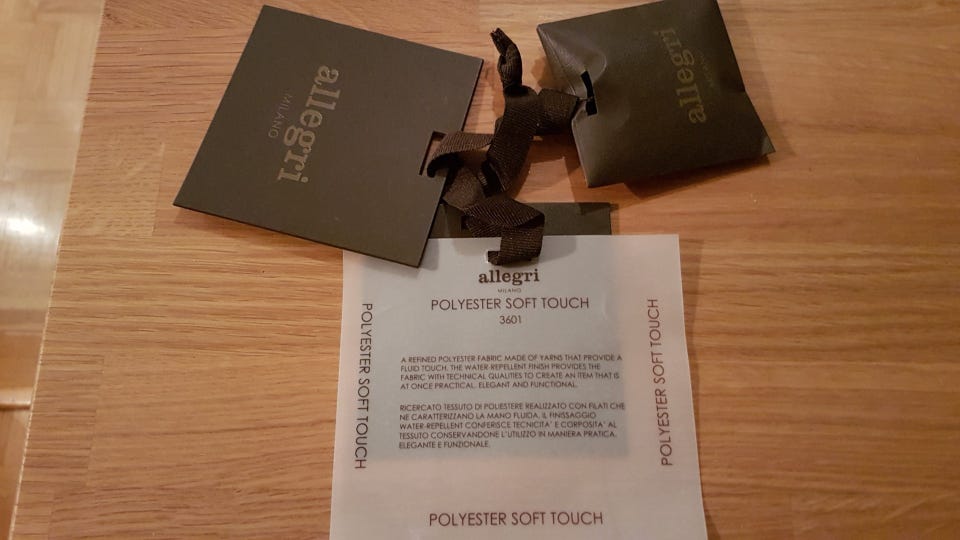 allegri
MILANO
allegri
MILANO
allegri
MILANO
POLYESTER SOFT TOUCH
3601
A REFINED POLYESTER FABRIC MADE OF YARNS THAT PROVIDE A
FLUID TOUCH. THE WATER REPELLENT FINISH PROVIDES THE
FABRIC WITH TECHNICAL QUALITIES TO CREATE AN ITEM THAT IS
AT ONCE PRACTICAL, ELEGANT AND FUNCTIONAL.
RICERCATO TESSUTO DI POLIESTERE REALIZZATO CON FILATI CHE
NE CARATTERIZZANO LA MANO FLUIDA. IL FINISSAGGIO
WATER-REPELLENT CONFERISCE TECNICITA' E CORPOSITA' AL
TESSUTO CONSERVANDONE L'UTILIZZO IN MANIERA PRATICA,
ELEGANTE E FUNZIONALE.
POLYESTER SOFT TOUCH
POLYESTER SOFT TOUCH
POLYESTER SOFT TOUCH